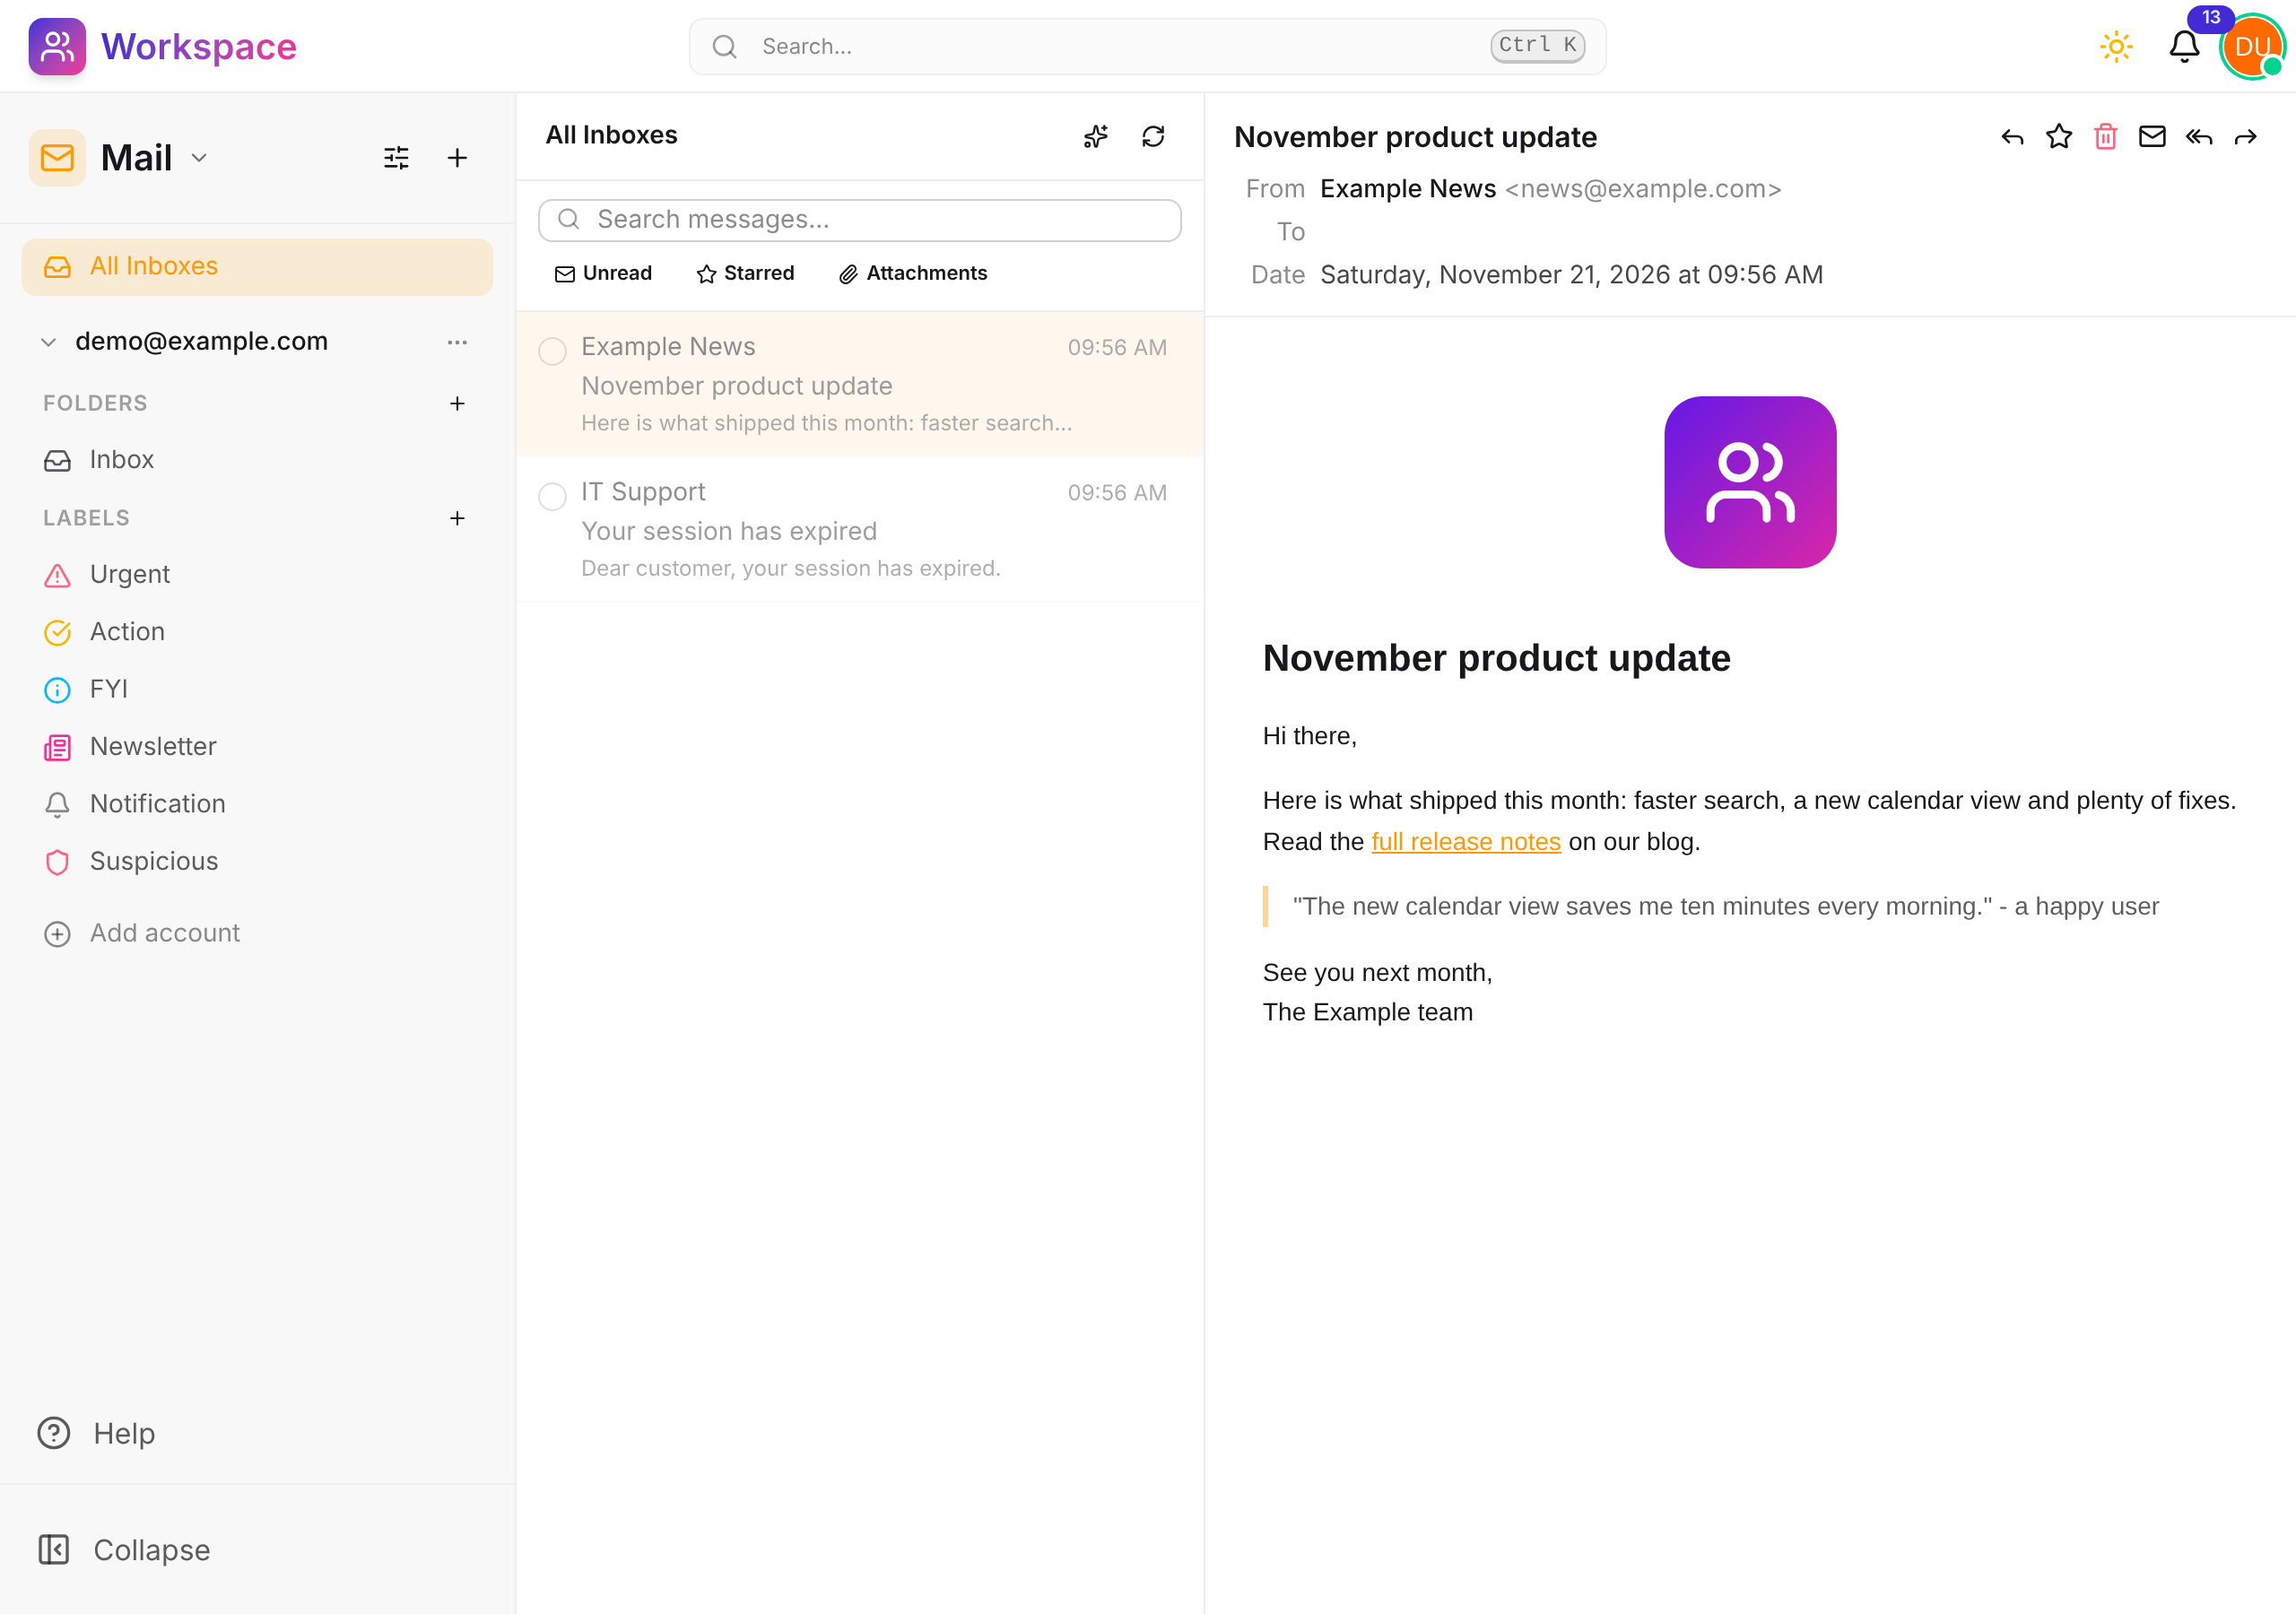 Workspace
Search...
Ctrl K
13
DU
Mail
All Inboxes
demo@example.com
FOLDERS
Inbox
LABELS
Urgent
Action
FYI
Newsletter
Notification
Suspicious
Add account
Help
Collapse
All Inboxes
Search messages...
Unread
Starred
Attachments
Example News
09:56 AM
November product update
Here is what shipped this month: faster search...
IT Support
09:56 AM
Your session has expired
Dear customer, your session has expired.
November product update
From Example News <news@example.com>
To
Date Saturday, November 21, 2026 at 09:56 AM
November product update
Hi there,
Here is what shipped this month: faster search, a new calendar view and plenty of fixes.
Read the full release notes on our blog.
"The new calendar view saves me ten minutes every morning." - a happy user
See you next month,
The Example team